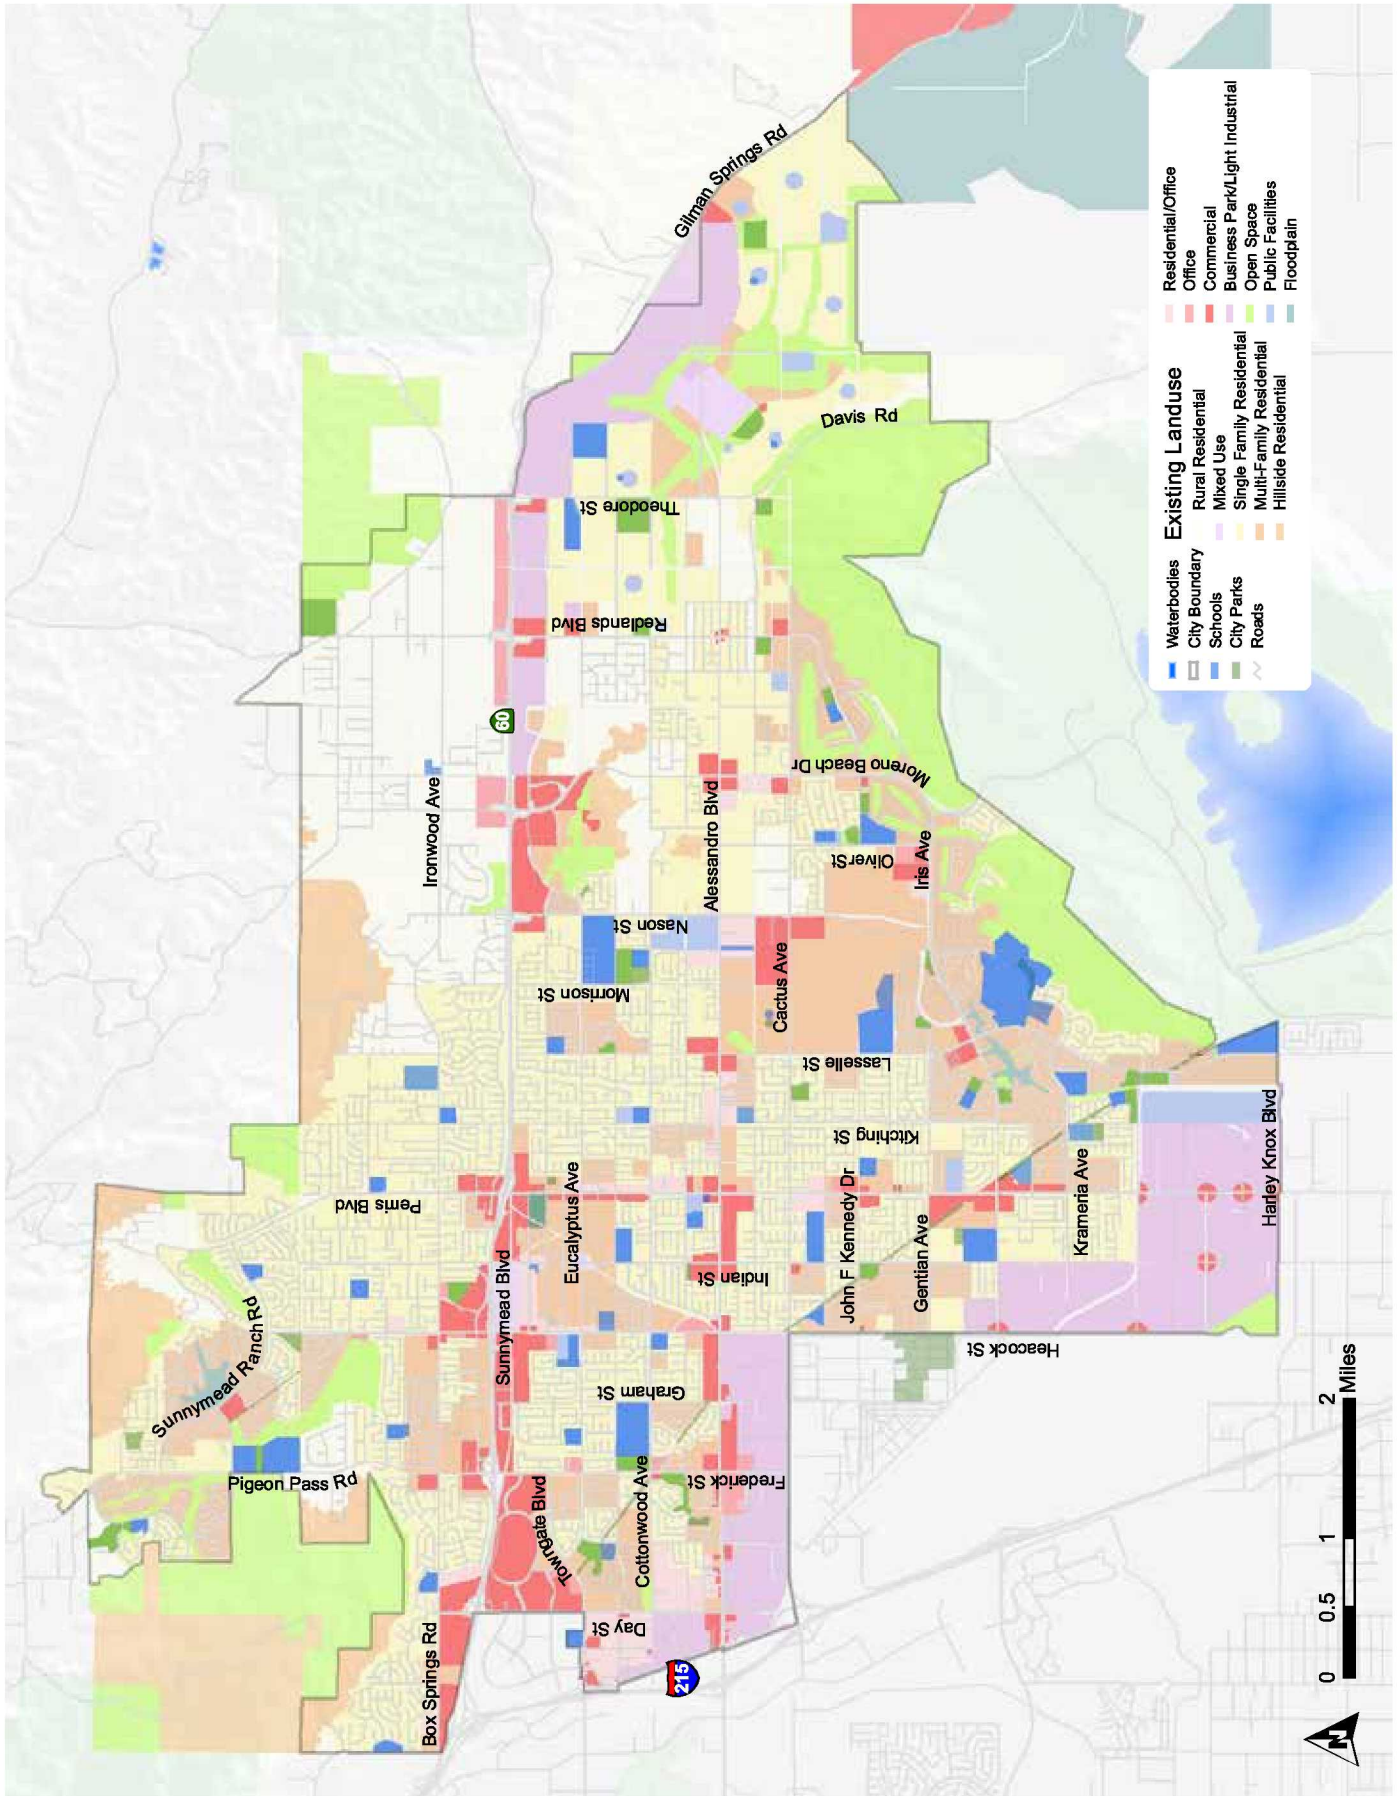 Gilman Springs Rd
Davis Rd
Theodore St
Redlands Blvd
60
Ironwood Ave
Moreno Beach Dr
Alessandro Blvd
Oliver St
Iris Ave
Nason St
Morrison St
Cactus Ave
Lasselle St
Kitching St
Perris Blvd
Eucalyptus Ave
John F Kennedy Dr
Krameria Ave
Harley Knox Blvd
Gentian Ave
Indian St
Sunnymead Blvd
Sunnymead Ranch Rd
Heacock St
Graham St
Pigeon Pass Rd
Frederick St
Cottonwood Ave
Towngate Blvd
Day St
Box Springs Rd
215
Existing Landuse
Waterbodies
City Boundary
Schools
City Parks
Roads
Rural Residential
Mixed Use
Single Family Residential
Multi-Family Residential
Hillside Residential
Residential/Office
Office
Commercial
Business Park/Light Industrial
Open Space
Public Facilities
Floodplain
0 0.5 1 2
Miles
N